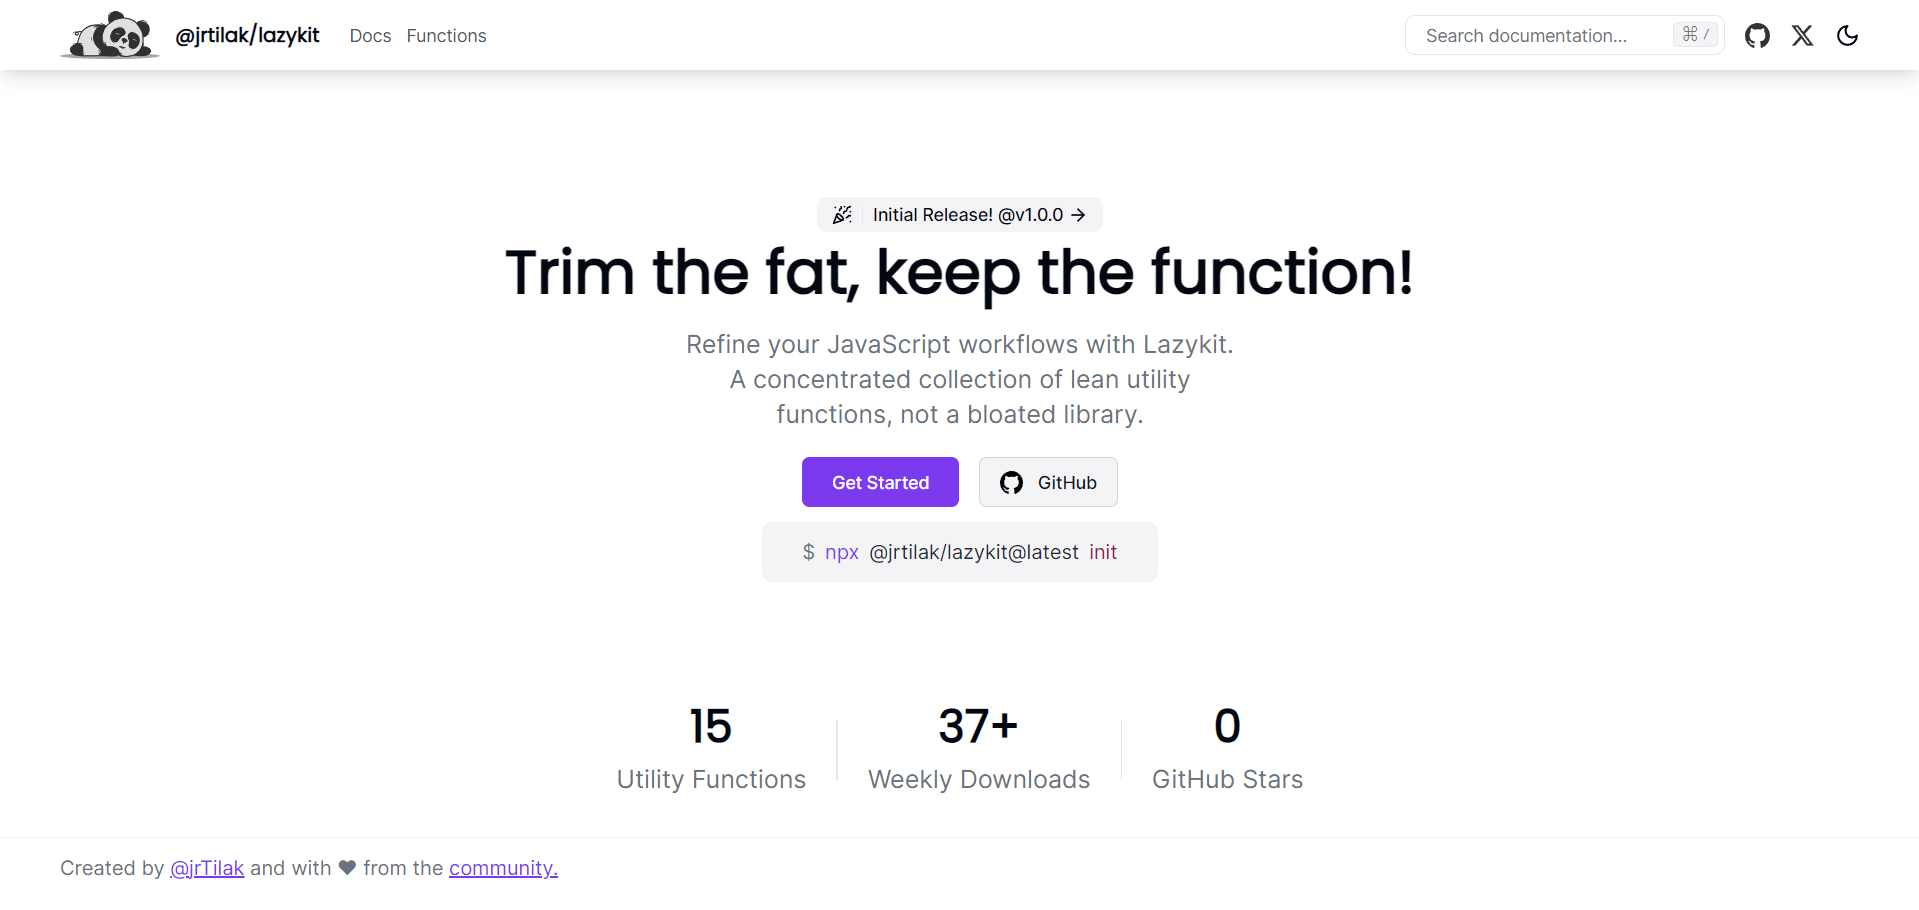 @jrtilak/lazykit Docs Functions Search documentation... ⌘ /
Initial Release! @v1.0.0 →
Trim the fat, keep the function!
Refine your JavaScript workflows with Lazykit.
A concentrated collection of lean utility
functions, not a bloated library.
Get Started GitHub
$ npx @jrtilak/lazykit@latest init
15 37+ 0
Utility Functions Weekly Downloads GitHub Stars
Created by @jrTilak and with ❤ from the community.